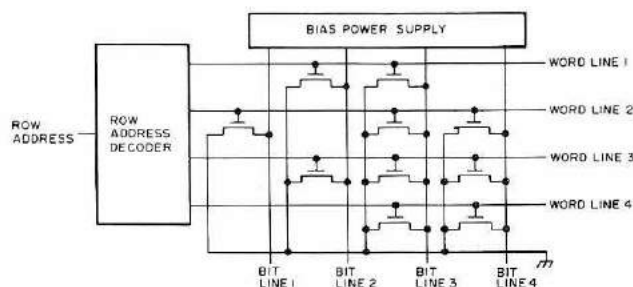 BIAS POWER SUPPLY
WORD LINE 1
WORD LINE 2
ROW
ADDRESS
ROW
ADDRESS
DECODER
WORD LINE 3
WORD LINE 4
BIT
LINE 1
BIT
LINE 2
BIT
LINE 3
BIT
LINE 4